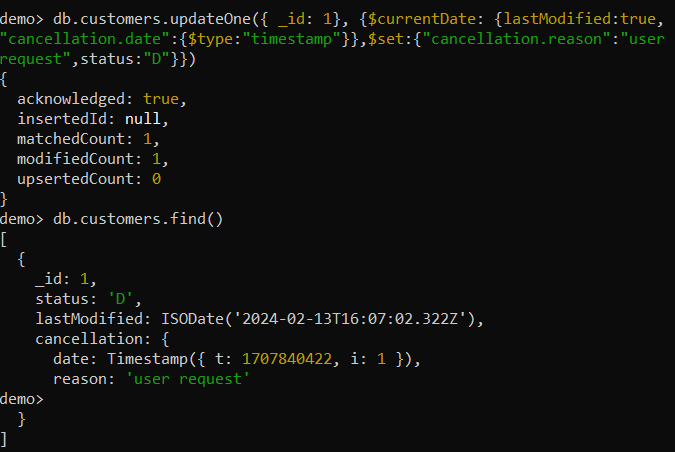 demo> db.customers.updateOne({ _id: 1}, {$currentDate: {lastModified:true,
"cancellation.date":{$type:"timestamp"}},$set:{"cancellation.reason":"user
request",status:"D"}})
{
  acknowledged: true,
  insertedId: null,
  matchedCount: 1,
  modifiedCount: 1,
  upsertedCount: 0
}
demo> db.customers.find()
[
  {
    _id: 1,
    status: 'D',
    lastModified: ISODate('2024-02-13T16:07:02.322Z'),
    cancellation: {
      date: Timestamp({ t: 1707840422, i: 1 }),
      reason: 'user request'
demo>
  }
]